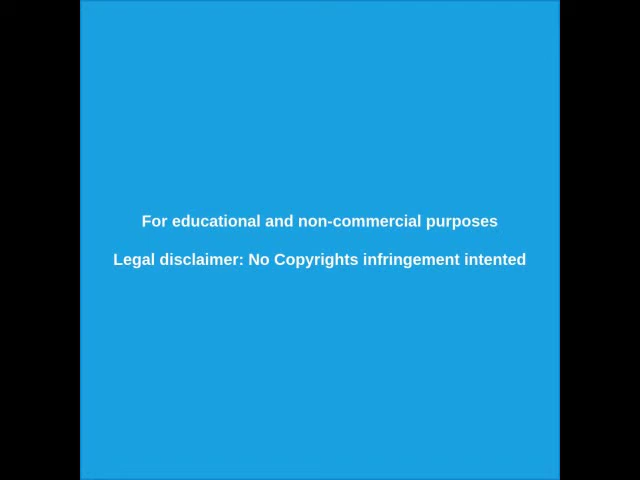 For educational and non-commercial purposes
Legal disclaimer: No Copyrights infringement intented